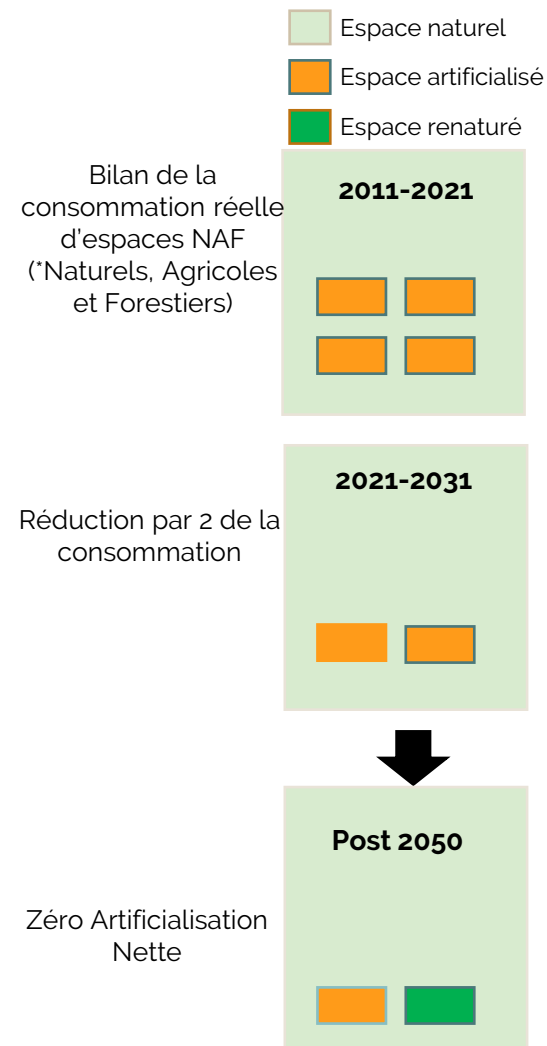 Espace naturel
Espace artificialisé
Espace renaturé
Bilan de la
consommation réelle
d'espaces NAF
(*Naturels, Agricoles
et Forestiers)
2011-2021
2021-2031
Réduction par 2 de la
consommation
Post 2050
Zéro Artificialisation
Nette